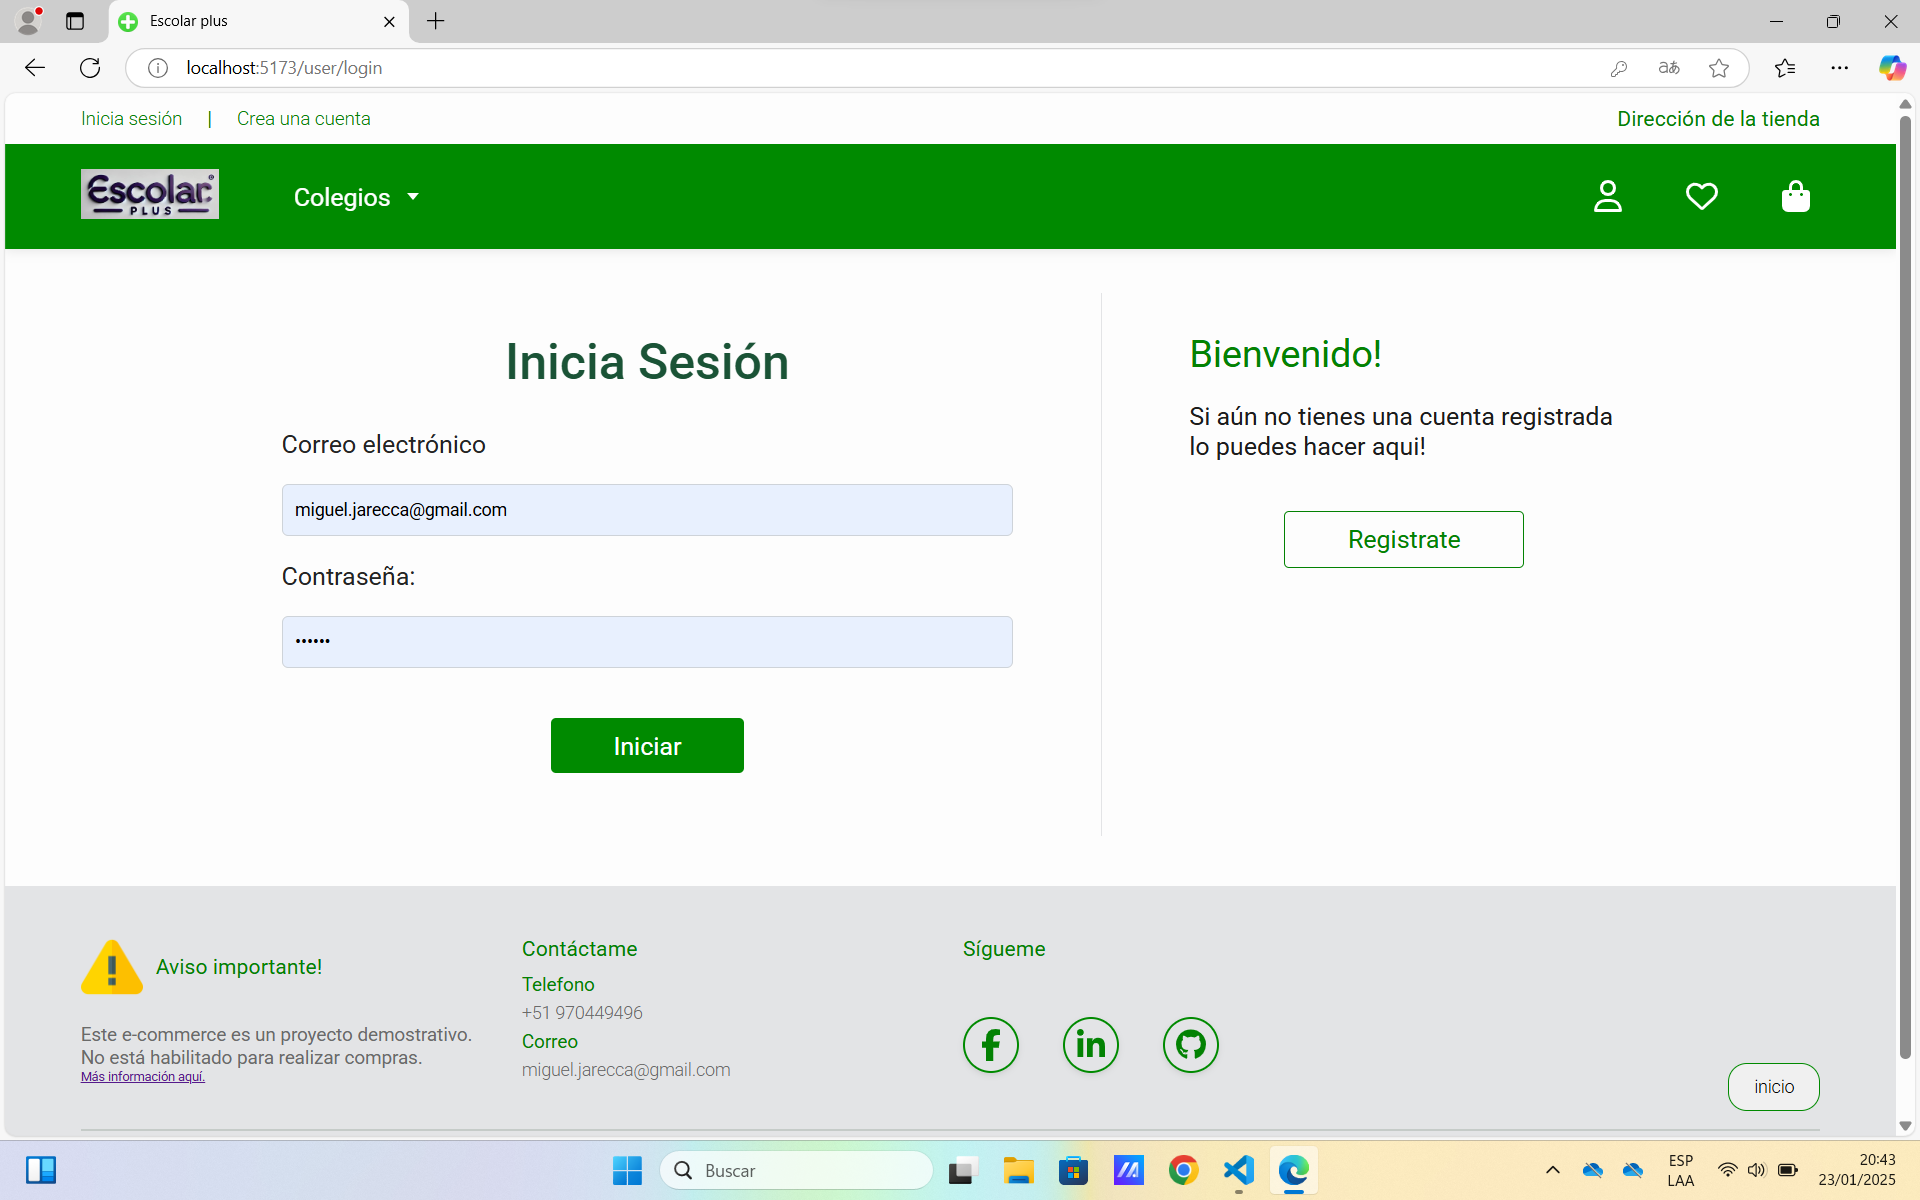 Escolar plus
localhost:5173/user/login
Inicia sesión | Crea una cuenta
Dirección de la tienda
Escolar
PLUS
Colegios
Inicia Sesión
Correo electrónico
miguel.jarecca@gmail.com
Contraseña:
••••••
Iniciar
Bienvenido!
Si aún no tienes una cuenta registrada
lo puedes hacer aqui!
Registrate
Aviso importante!
Este e-commerce es un proyecto demostrativo.
No está habilitado para realizar compras.
Más información aquí.
Contáctame
Telefono
+51 970449496
Correo
miguel.jarecca@gmail.com
Sígueme
inicio
Buscar
ESP
LAA
20:43
23/01/2025